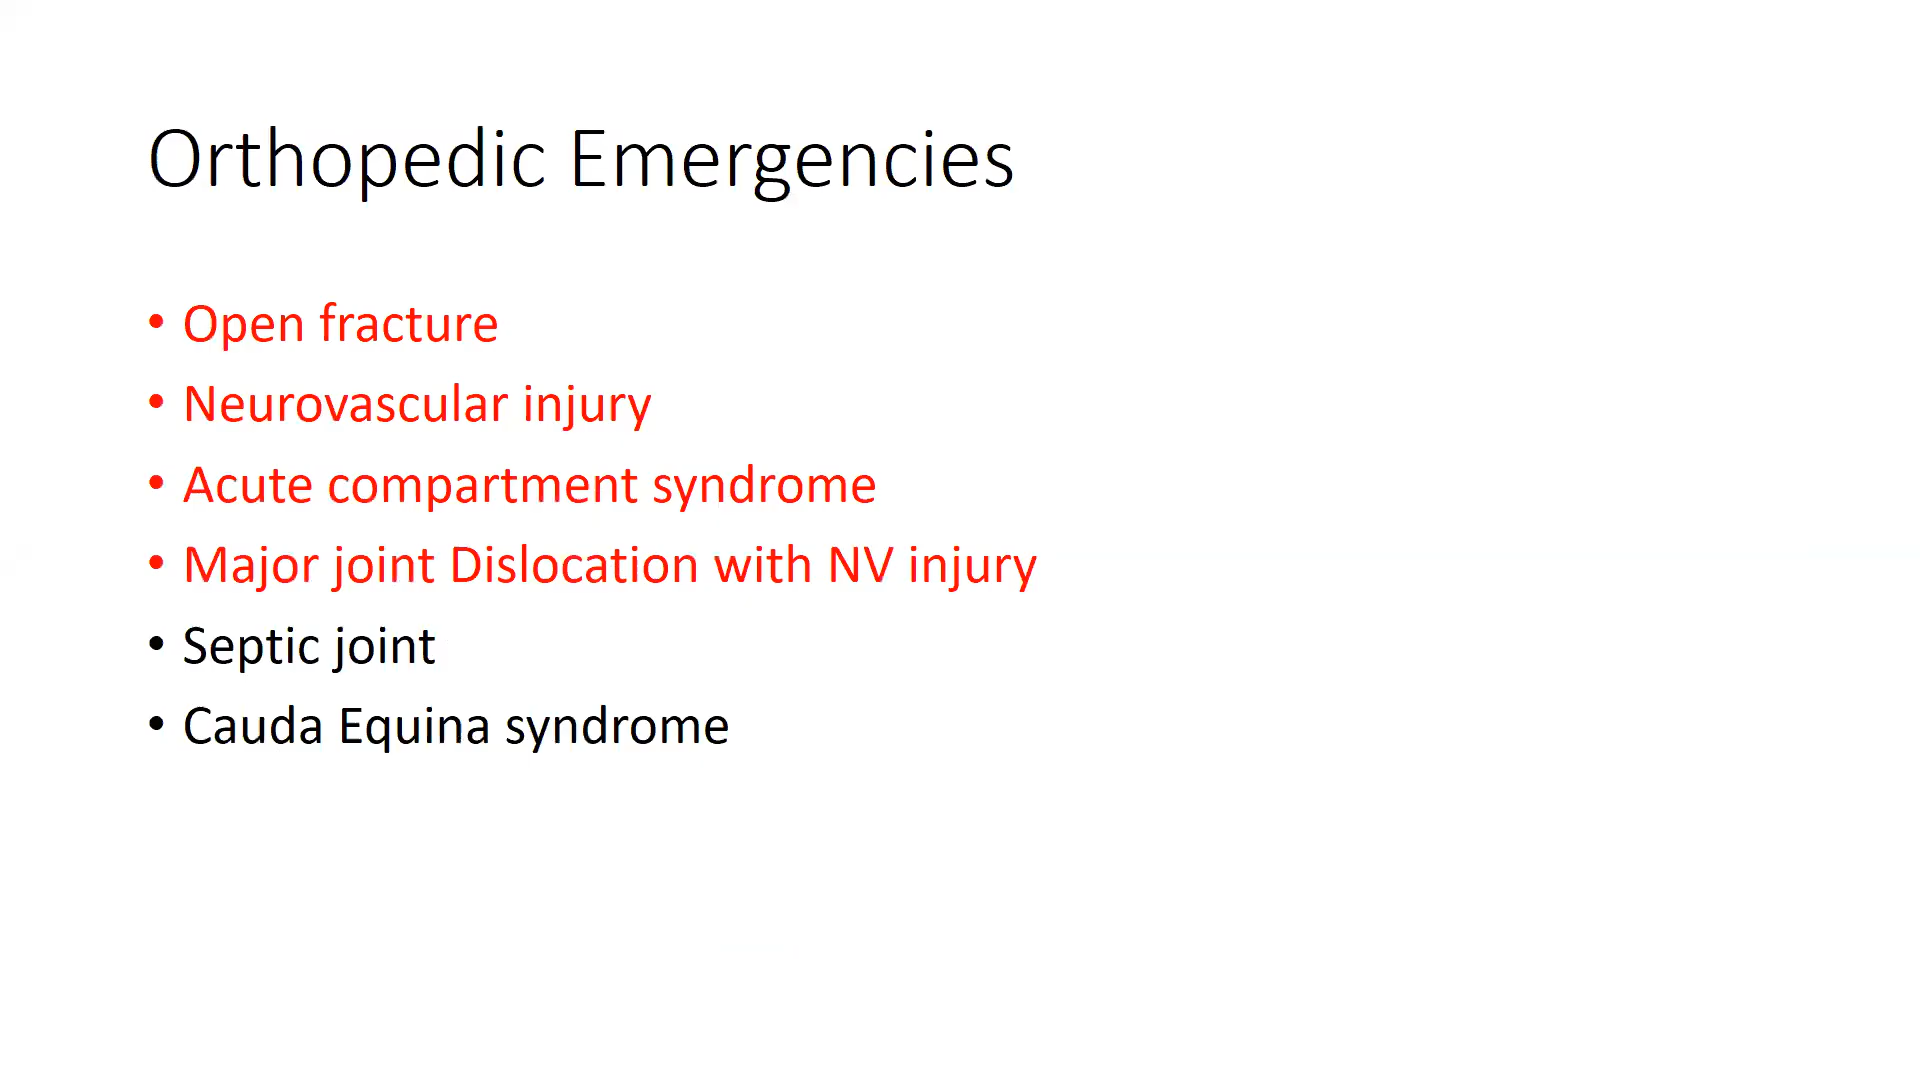 Orthopedic Emergencies
• Open fracture
• Neurovascular injury
• Acute compartment syndrome
• Major joint Dislocation with NV injury
• Septic joint
• Cauda Equina syndrome